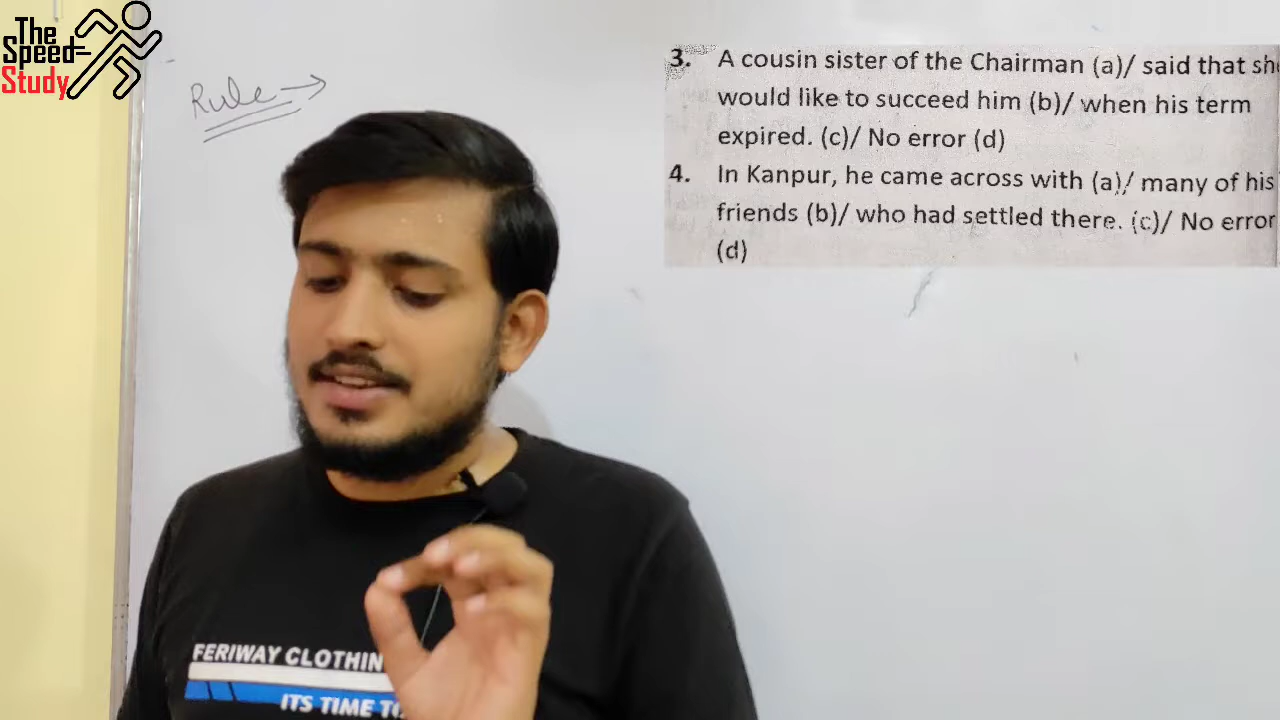 The
Speed
Study
Rule →
3. A cousin sister of the Chairman (a)/ said that she
would like to succeed him (b)/ when his term
expired. (c)/ No error (d)
4. In Kanpur, he came across with (a)/ many of his
friends (b)/ who had settled there. (c)/ No error
(d)
FERIWAY CLOTHIN
ITS TIME TO